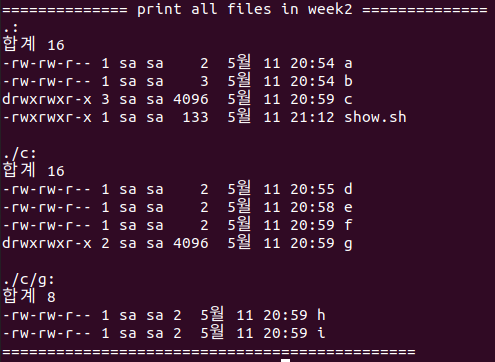 ============== print all files in week2 ==============
.:
합계 16
-rw-rw-r-- 1 sa sa    2  5월 11 20:54 a
-rw-rw-r-- 1 sa sa    3  5월 11 20:54 b
drwxrwxr-x 3 sa sa 4096  5월 11 20:59 c
-rwxrwxr-x 1 sa sa  133  5월 11 21:12 show.sh

./c:
합계 16
-rw-rw-r-- 1 sa sa    2  5월 11 20:55 d
-rw-rw-r-- 1 sa sa    2  5월 11 20:58 e
-rw-rw-r-- 1 sa sa    2  5월 11 20:59 f
drwxrwxr-x 2 sa sa 4096  5월 11 20:59 g

./c/g:
합계 8
-rw-rw-r-- 1 sa sa 2  5월 11 20:59 h
-rw-rw-r-- 1 sa sa 2  5월 11 20:59 i
==============================================